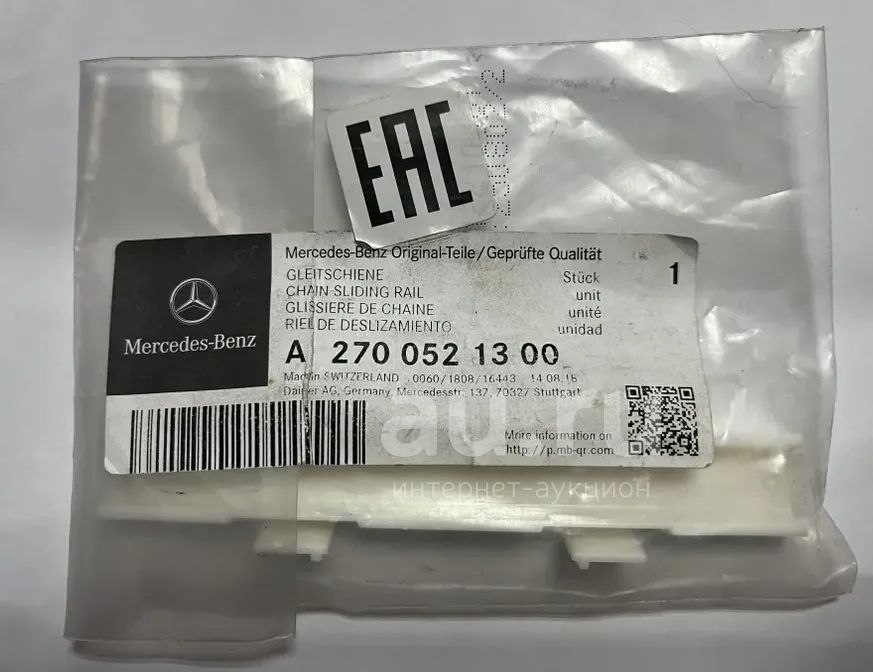 EAC
Mercedes-Benz Original-Teile/Geprüfte Qualität
GLEITSCHIENE Stück 1
CHAIN SLIDING RAIL unit
GLISSIERE DE CHAINE unité
RIEL DE DESLIZAMIENTO unidad
Mercedes-Benz
A 270 052 13 00
Made in SWITZERLAND 0060/1808/16443 14.08.18
Daimler AG, Germany, Mercedesstr. 137, 70327 Stuttgart
More information on
http://p.mb-qr.com
au.ru
интернет-аукцион